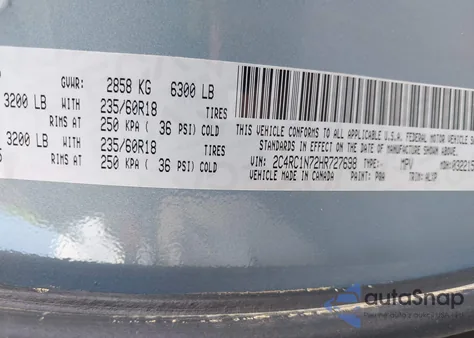 GVWR: 2858 KG 6300 LB
3200 LB WITH 235/60R18 TIRES
RIMS AT 250 KPA ( 36 PSI) COLD
3200 LB WITH 235/60R18 TIRES
RIMS AT 250 KPA ( 36 PSI) COLD
THIS VEHICLE CONFORMS TO ALL APPLICABLE U.S.A. FEDERAL MOTOR VEHICLE
STANDARDS IN EFFECT ON THE DATE OF MANUFACTURE SHOWN ABOVE.
VIN: 2C4RC1N72HR727698 TYPE: MPV
VEHICLE MADE IN CANADA PAINT: TRIM:
autoSnap